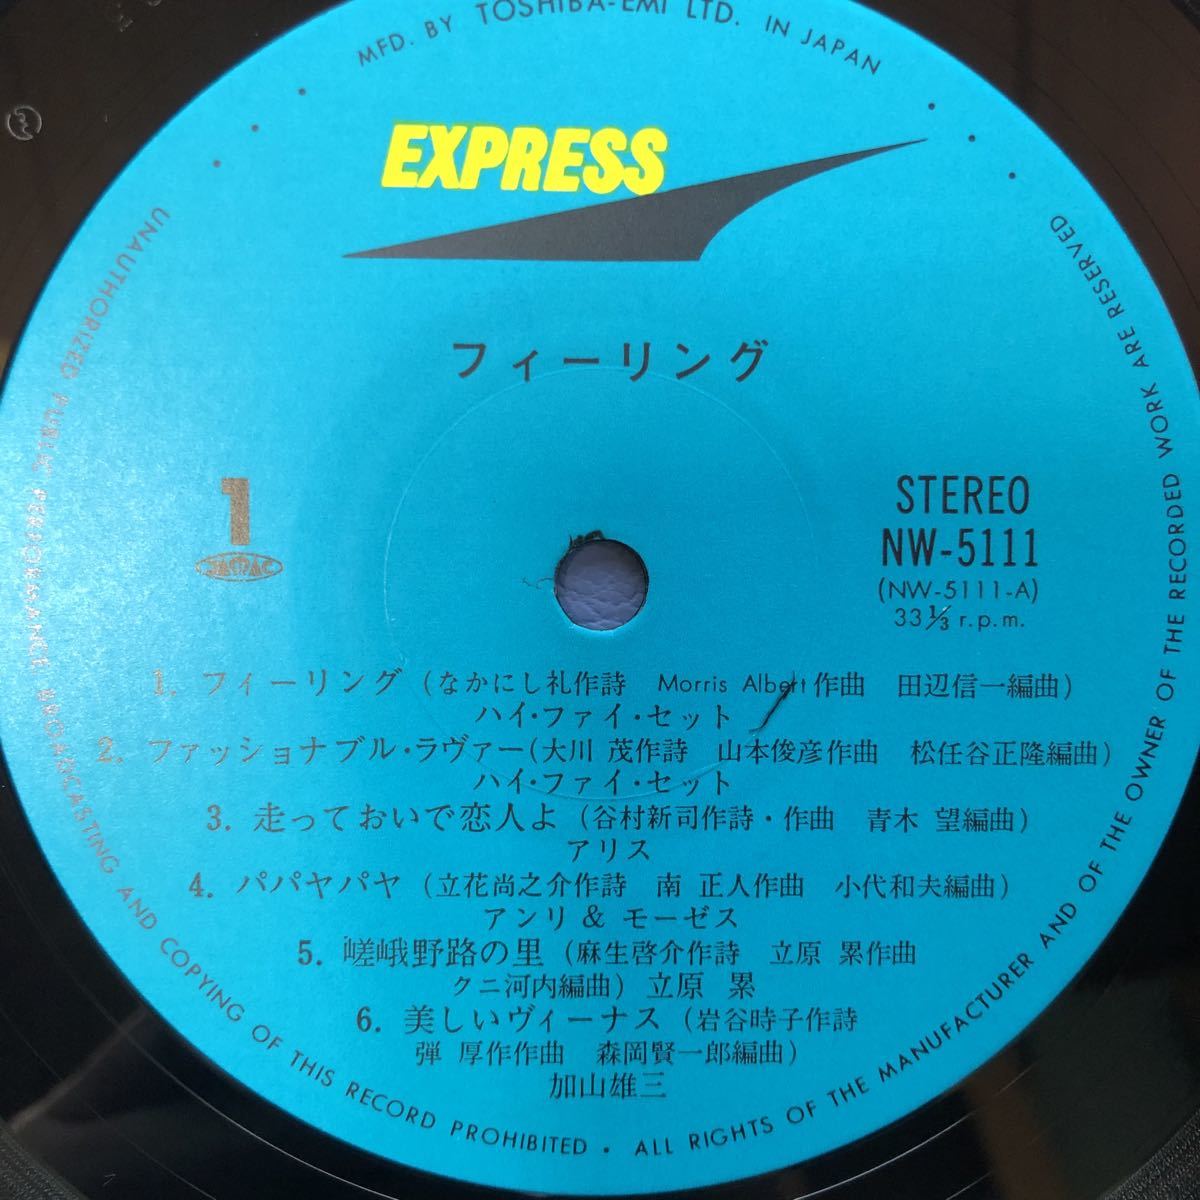 MFD. BY TOSHIBA-EMI LTD. IN JAPAN
EXPRESS
フィーリング
1
JAMAC
STEREO
NW-5111
(NW-5111-A)
33 1/3 r.p.m.
1. フィーリング (なかにし礼作詩 Morris Albert作曲 田辺信一編曲)
ハイ・ファイ・セット
2. ファッショナブル・ラヴァー(大川 茂作詩 山本俊彦作曲 松任谷正隆編曲)
ハイ・ファイ・セット
3. 走っておいで恋人よ (谷村新司作詩・作曲 青木 望編曲)
アリス
4. パパヤパヤ (立花尚之介作詩 南 正人作曲 小代和夫編曲)
アンリ & モーゼス
5. 嵯峨野路の里 (麻生啓介作詩 立原 累作曲
クニ河内編曲) 立原 累
6. 美しいヴィーナス (岩谷時子作詩
弾 厚作作曲 森岡賢一郎編曲)
加山雄三
UNAUTHORIZED PUBLIC PERFORMANCE BROADCASTING AND COPYING OF THIS RECORD PROHIBITED • ALL RIGHTS OF THE MANUFACTURER AND OF THE OWNER OF THE RECORDED WORK ARE RESERVED